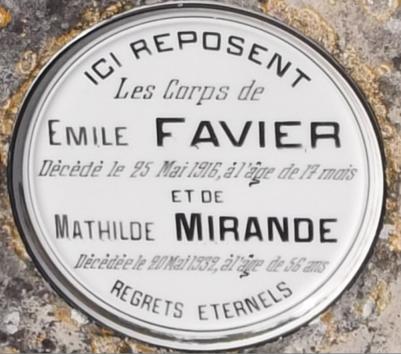 ICI REPOSENT
Les Corps de
EMILE FAVIER
Décédé le 25 Mai 1916, à l'âge de 17 mois
ET DE
MATHILDE MIRANDE
Décédée le 20 Mai 1932, à l'âge de 56 ans
REGRETS ETERNELS